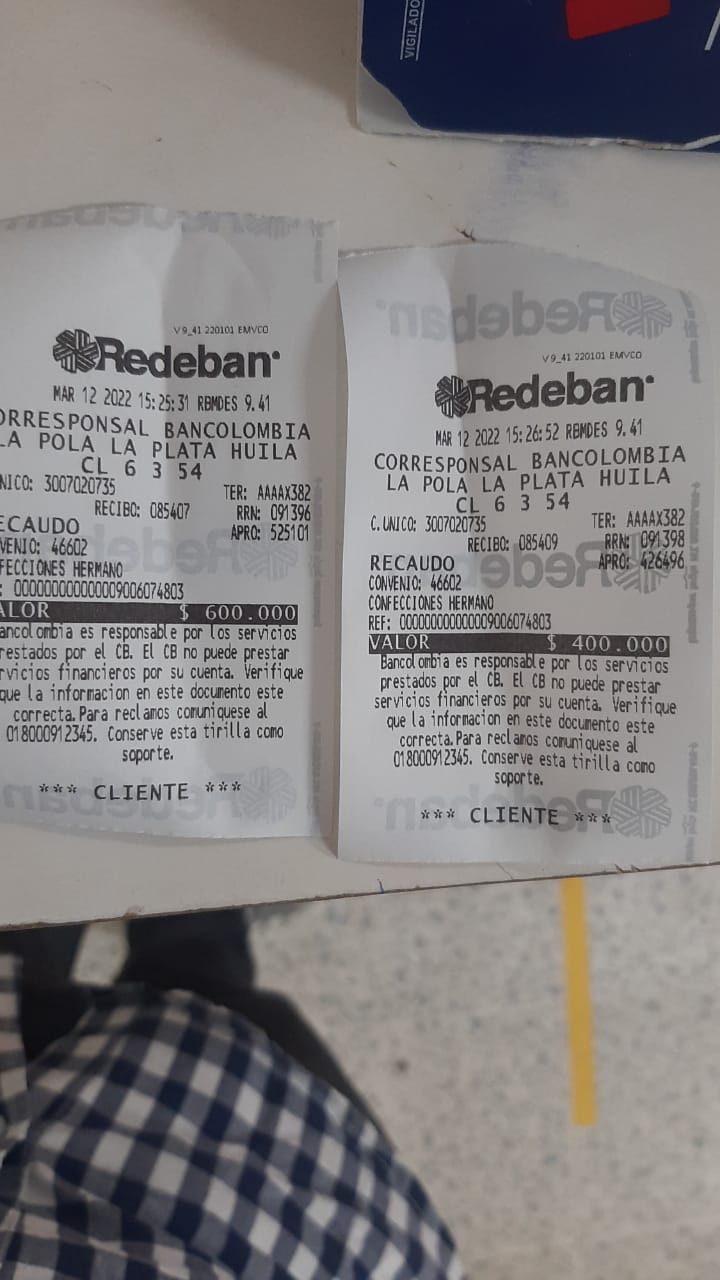 VIGILADO
V9_41 220101 EMVCO
Redeban
MAR 12 2022 15:25:31 RBMDES 9.41
ORRESPONSAL BANCOLOMBIA
LA POLA LA PLATA HUILA
CL 6 3 54
NICO: 3007020735 TER: AAAAX382
RECIBO: 085407 RRN: 091396
ECAUDO APRO: 525101
VENIO: 46602
FECCIONES HERMANO
: 00000000000009006074803
ALOR $ 600.000
ancolombia es responsable por los servicios
restados por el CB. El CB no puede prestar
rvicios financieros por su cuenta. Verifique
que la informacion en este documento este
correcta.Para reclamos comuniquese al
018000912345. Conserve esta tirilla como
soporte.
*** CLIENTE ***
Redeban
V9_41 220101 EMVCO
Redeban
MAR 12 2022 15:26:52 RBMDES 9.41
CORRESPONSAL BANCOLOMBIA
LA POLA LA PLATA HUILA
CL 6 3 54
C.UNICO: 3007020735 TER: AAAAX382
RECIBO: 085409 RRN: 091398
RECAUDO APRO: 426496
CONVENIO: 46602
CONFECCIONES HERMANO
REF: 00000000000009006074803
VALOR $ 400.000
Bancolombia es responsable por los servicios
prestados por el CB. El CB no puede prestar
servicios financieros por su cuenta. Verifique
que la informacion en este documento este
correcta.Para reclamos comuniquese al
018000912345. Conserve esta tirilla como
soporte.
*** CLIENTE ***